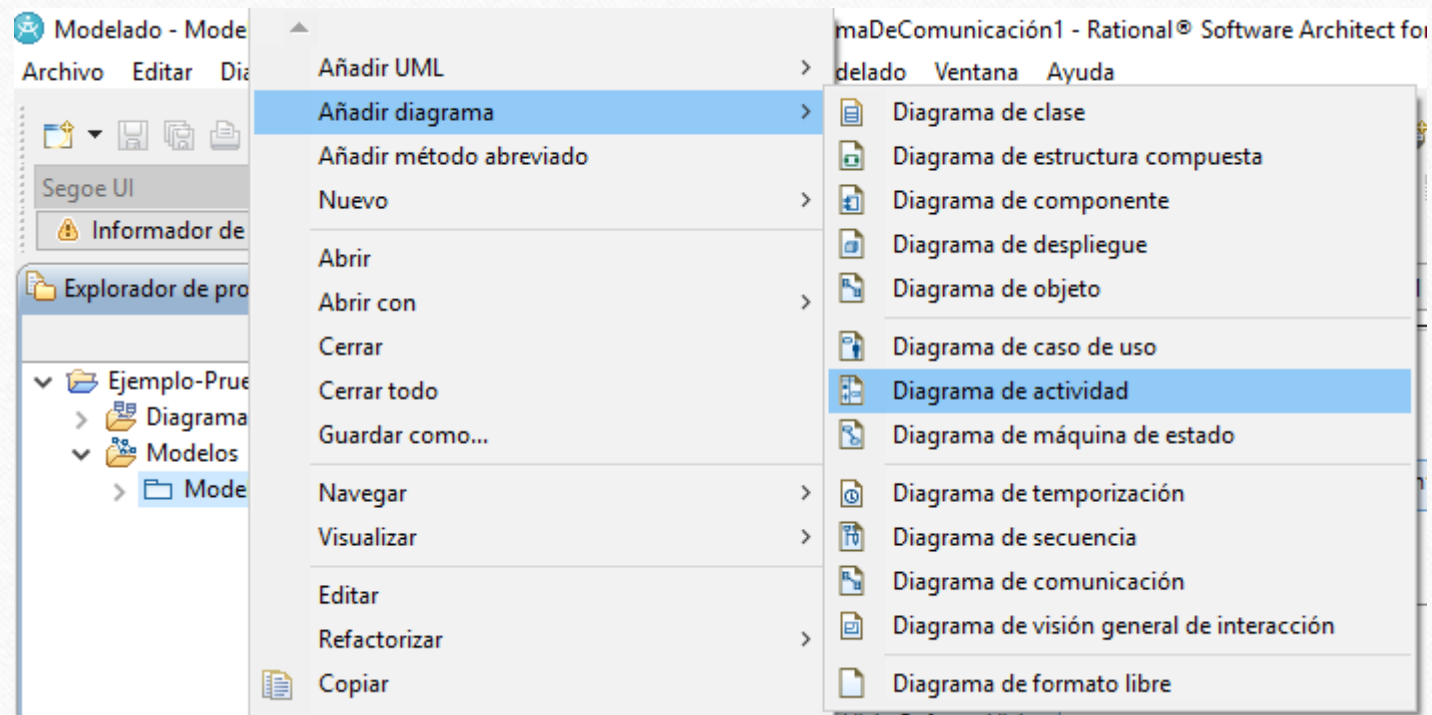 Modelado - Mode
maDeComunicación1 - Rational® Software Architect for
Archivo Editar Dia
delado Ventana Ayuda
Segoe UI
Informador de
Explorador de pro
Ejemplo-Prue
Diagrama
Modelos
Mode
Añadir UML
Añadir diagrama
Añadir método abreviado
Nuevo
Abrir
Abrir con
Cerrar
Cerrar todo
Guardar como...
Navegar
Visualizar
Editar
Refactorizar
Copiar
Diagrama de clase
Diagrama de estructura compuesta
Diagrama de componente
Diagrama de despliegue
Diagrama de objeto
Diagrama de caso de uso
Diagrama de actividad
Diagrama de máquina de estado
Diagrama de temporización
Diagrama de secuencia
Diagrama de comunicación
Diagrama de visión general de interacción
Diagrama de formato libre